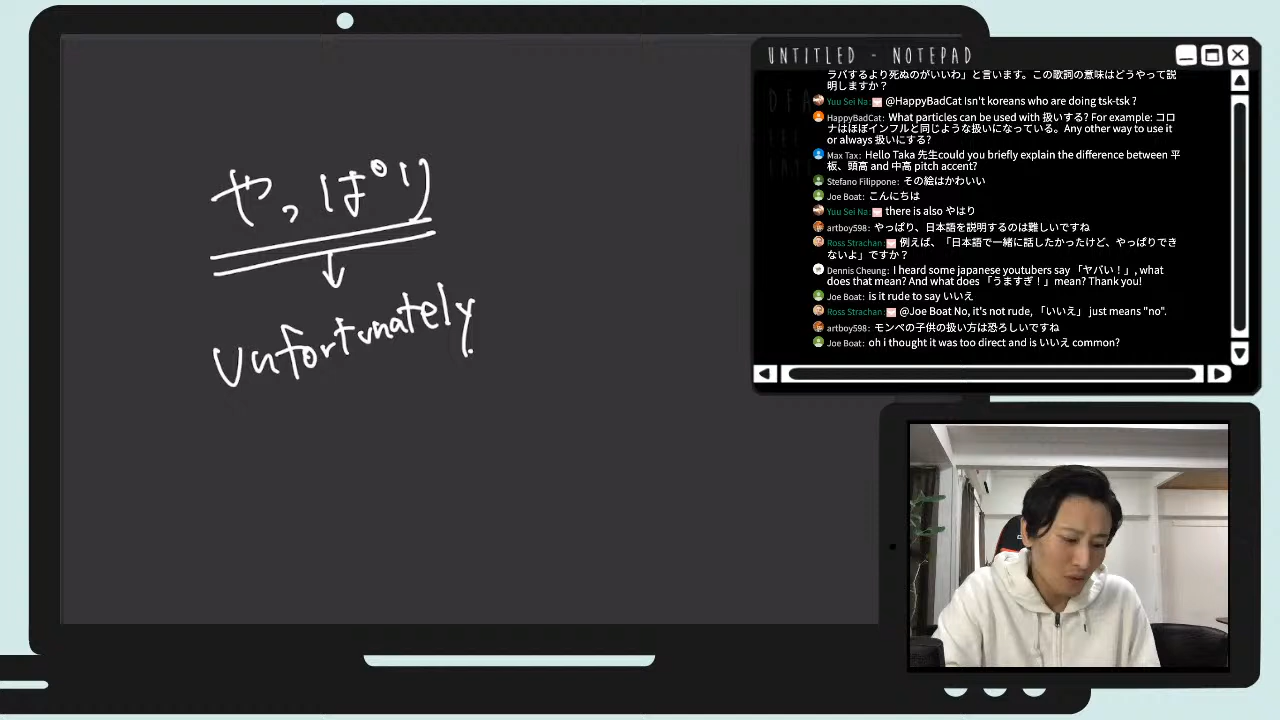 やっぱり
↓
unfortunately
UNTITLED - NOTEPAD
ラバするより死ぬのがいいわ」と言います。この歌詞の意味はどうやって説
明しますか？
Yuu Sei Na: @HappyBadCat Isn't koreans who are doing tsk-tsk ?
HappyBadCat: What particles can be used with 扱いする? For example: コロ
ナはほぼインフルと同じような扱いになっている。Any other way to use it
or always 扱いにする?
Max Tax: Hello Taka 先生could you briefly explain the difference between 平
板、頭高 and 中高 pitch accent?
Stefano Filippone: その絵はかわいい
Joe Boat: こんにちは
Yuu Sei Na: there is also やはり
artboy598: やっぱり、日本語を説明するのは難しいですね
Ross Strachan: 例えば、「日本語で一緒に話したかったけど、やっぱりでき
ないよ」ですか？
Dennis Cheung: I heard some japanese youtubers say 「ヤバい！」, what
does that mean? And what does 「うますぎ！」mean? Thank you!
Joe Boat: is it rude to say いいえ
Ross Strachan: @Joe Boat No, it's not rude, 「いいえ」 just means "no".
artboy598: モンペの子供の扱い方は恐ろしいですね
Joe Boat: oh i thought it was too direct and is いいえ common?